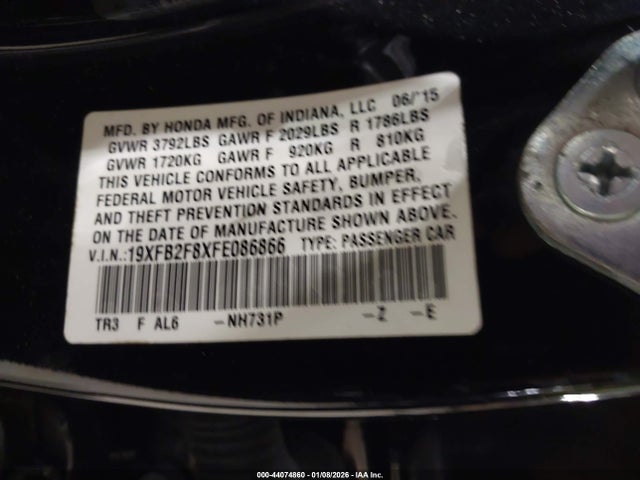 MFD. BY HONDA MFG. OF INDIANA, LLC 06/'15
GVWR 3792LBS GAWR F 2029LBS R 1786LBS
GVWR 1720KG GAWR F 920KG R 810KG
THIS VEHICLE CONFORMS TO ALL APPLICABLE
FEDERAL MOTOR VEHICLE SAFETY, BUMPER,
AND THEFT PREVENTION STANDARDS IN EFFECT
ON THE DATE OF MANUFACTURE SHOWN ABOVE.
V.I.N.:19XFB2F8XFE086866 TYPE: PASSENGER CAR
TR3 F AL6 -NH731P -Z -E
000-44074860 - 01/08/2026 - IAA Inc.